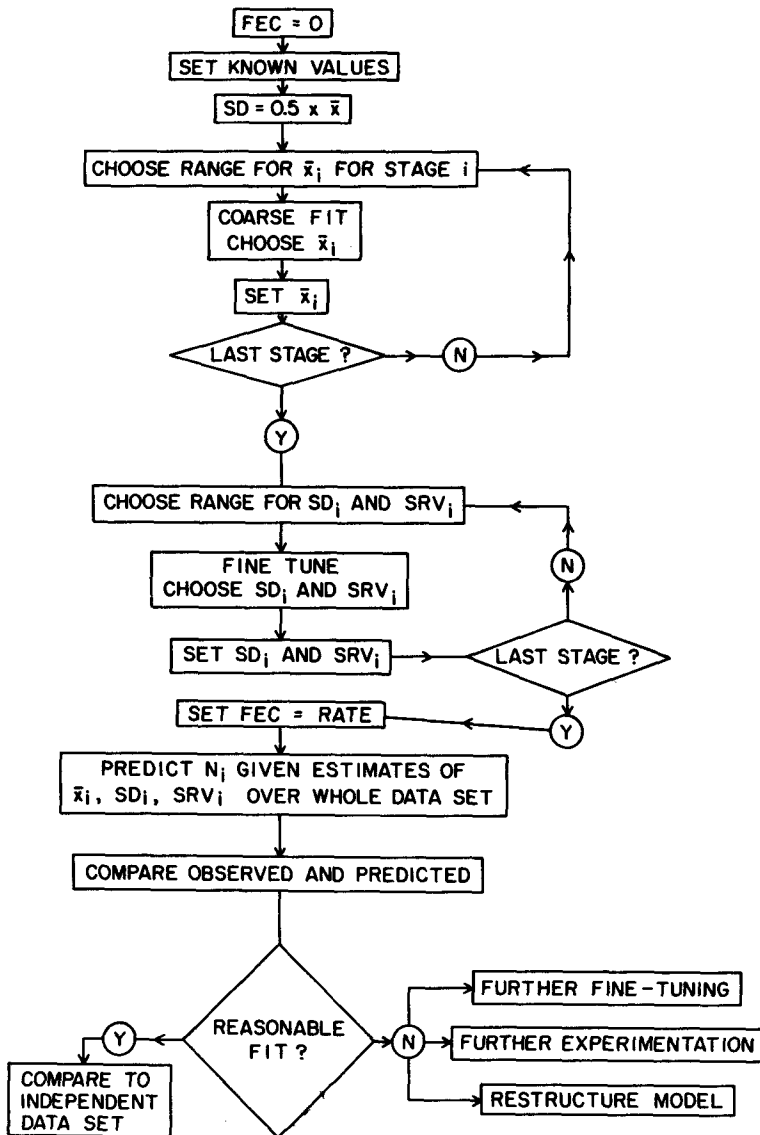 FEC = 0
SET KNOWN VALUES
SD = 0.5 x x̄
CHOOSE RANGE FOR x̄ᵢ FOR STAGE i
COARSE FIT
CHOOSE x̄ᵢ
SET x̄ᵢ
LAST STAGE ?
N
Y
CHOOSE RANGE FOR SDᵢ AND SRVᵢ
FINE TUNE
CHOOSE SDᵢ AND SRVᵢ
N
SET SDᵢ AND SRVᵢ
LAST STAGE ?
SET FEC = RATE
Y
PREDICT Nᵢ GIVEN ESTIMATES OF
x̄ᵢ, SDᵢ, SRVᵢ OVER WHOLE DATA SET
COMPARE OBSERVED AND PREDICTED
REASONABLE
FIT ?
Y
N
COMPARE TO
INDEPENDENT
DATA SET
FURTHER FINE-TUNING
FURTHER EXPERIMENTATION
RESTRUCTURE MODEL